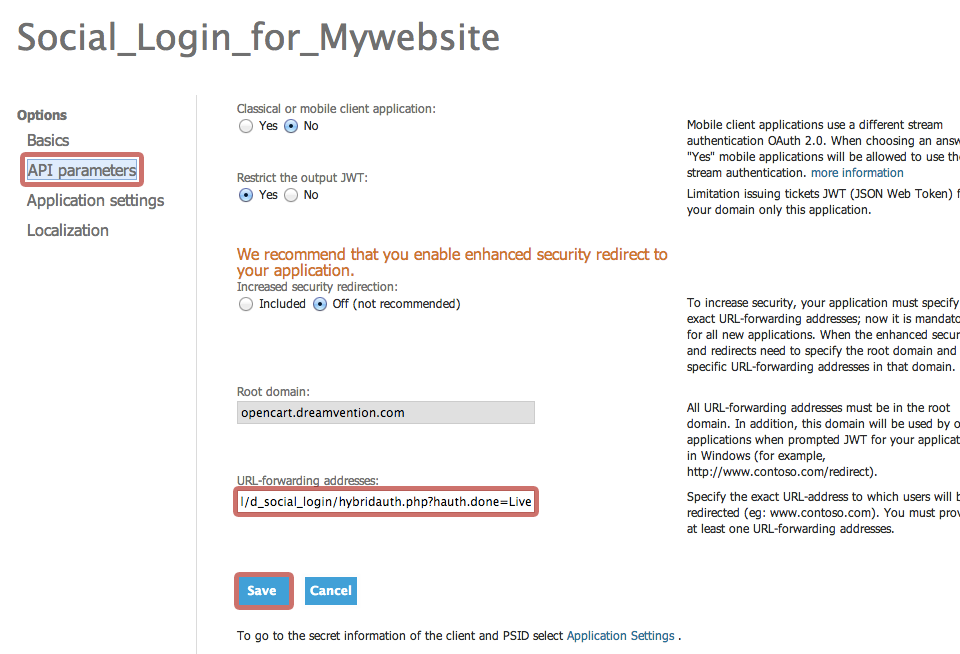 Social_Login_for_Mywebsite
Options
Basics
API parameters
Application settings
Localization
Classical or mobile client application:
Yes No
Restrict the output JWT:
Yes No
We recommend that you enable enhanced security redirect to
your application.
Increased security redirection:
Included Off (not recommended)
Root domain:
opencart.dreamvention.com
URL-forwarding addresses:
/d_social_login/hybridauth.php?hauth.done=Live
Save Cancel
To go to the secret information of the client and PSID select Application Settings .
Mobile client applications use a different stream
authentication OAuth 2.0. When choosing an
"Yes" mobile applications will be allowed to use
stream authentication. more information
Limitation issuing tickets JWT (JSON Web Token)
your domain only this application.
To increase security, your application must specify
exact URL-forwarding addresses; now it is
for all new applications. When the enhanced
and redirects need to specify the root domain and
specific URL-forwarding addresses in that domain.
All URL-forwarding addresses must be in the root
domain. In addition, this domain will be used by
applications when prompted JWT for your
in Windows (for example,
http://www.contoso.com/redirect).
Specify the exact URL-address to which users will
redirected (eg: www.contoso.com). You must
at least one URL-forwarding addresses.